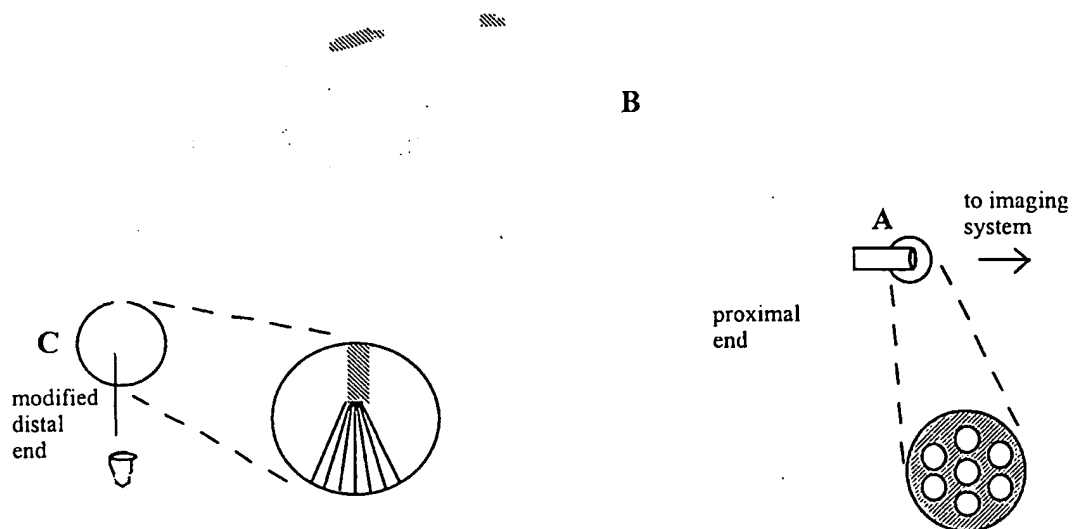 B
A
to imaging
system
proximal
end
C
modified
distal
end